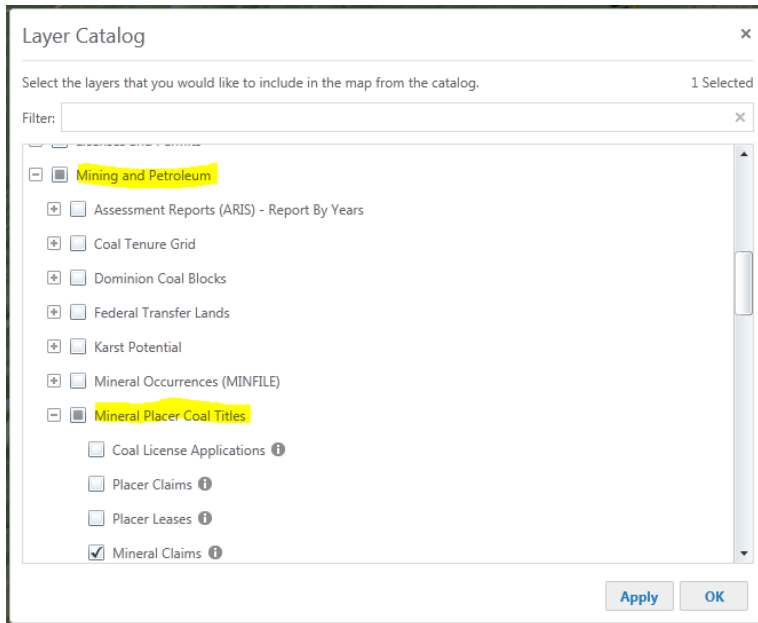 Layer Catalog
Select the layers that you would like to include in the map from the catalog. 1 Selected
Filter:
Licenses and Permits
Mining and Petroleum
Assessment Reports (ARIS) - Report By Years
Coal Tenure Grid
Dominion Coal Blocks
Federal Transfer Lands
Karst Potential
Mineral Occurrences (MINFILE)
Mineral Placer Coal Titles
Coal License Applications
Placer Claims
Placer Leases
Mineral Claims
Apply OK